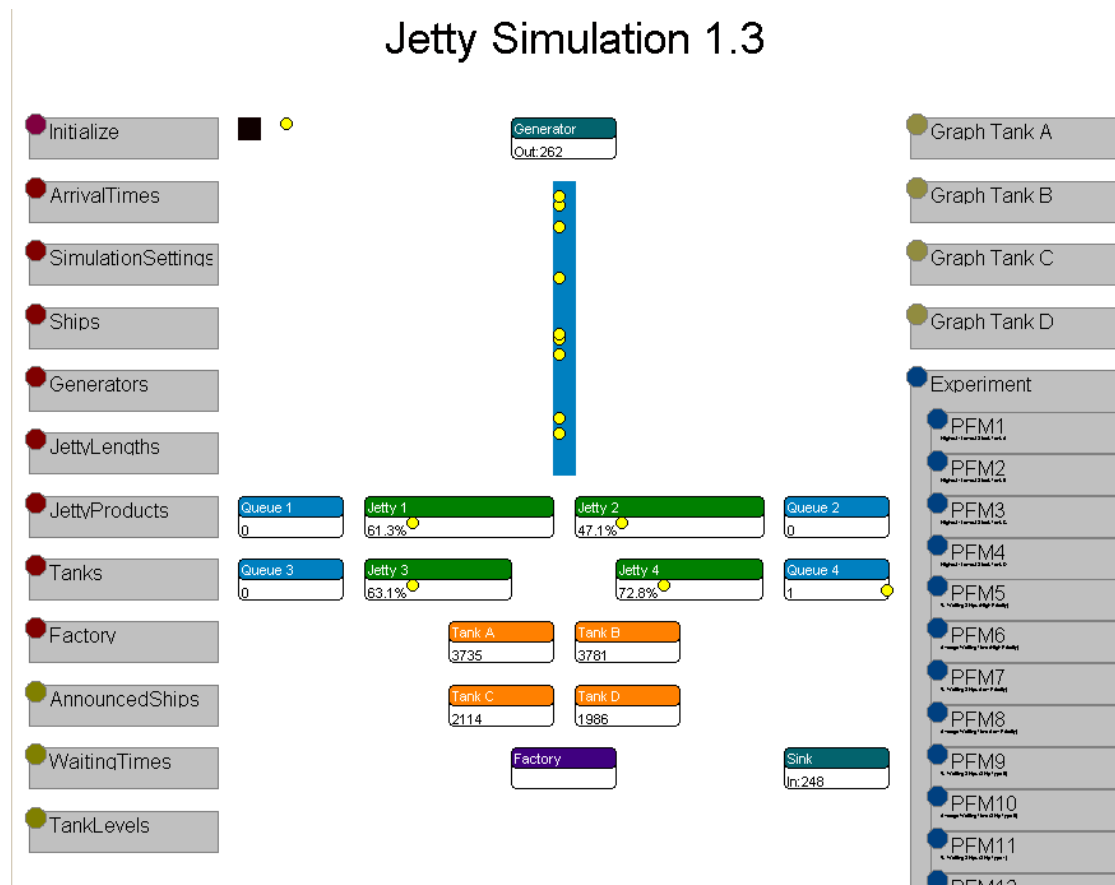 Jetty Simulation 1.3
Initialize
ArrivalTimes
SimulationSettings
Ships
Generators
JettyLengths
JettyProducts
Tanks
Factory
AnnouncedShips
WaitingTimes
TankLevels
Generator
Out:262
Queue 1
0
Jetty 1
61.3%
Jetty 2
47.1%
Queue 2
0
Queue 3
0
Jetty 3
63.1%
Jetty 4
72.8%
Queue 4
1
Tank A
3735
Tank B
3781
Tank C
2114
Tank D
1986
Factory
Sink
In:248
Graph Tank A
Graph Tank B
Graph Tank C
Graph Tank D
Experiment
PFM1
PFM2
PFM3
PFM4
PFM5
PFM6
PFM7
PFM8
PFM9
PFM10
PFM11
PFM12